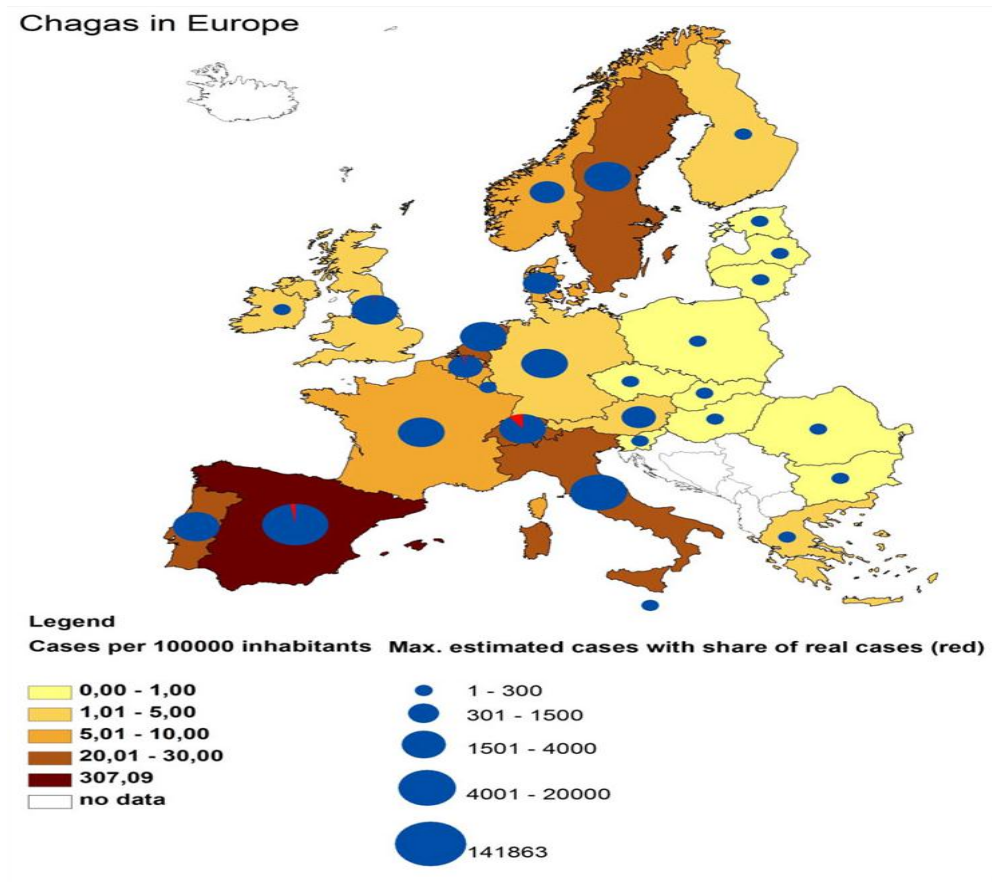 Chagas in Europe
Legend
Cases per 100000 inhabitants
0,00 - 1,00
1,01 - 5,00
5,01 - 10,00
20,01 - 30,00
307,09
no data
Max. estimated cases with share of real cases (red)
1 - 300
301 - 1500
1501 - 4000
4001 - 20000
141863